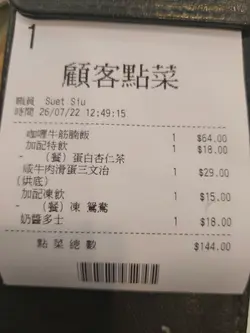 1
顧客點菜
職員 Suet Siu
時間 26/07/22 12:49:15
咖喱牛筋腩飯 1 $64.00
加配特飲 1 $18.00
- (餐) 蛋白杏仁茶
咸牛肉滑蛋三文治 1 $29.00
(烘底)
加配凍飲 1 $15.00
- (餐) 凍 鴛鴦
奶醬多士 1 $18.00
點菜總數 $144.00